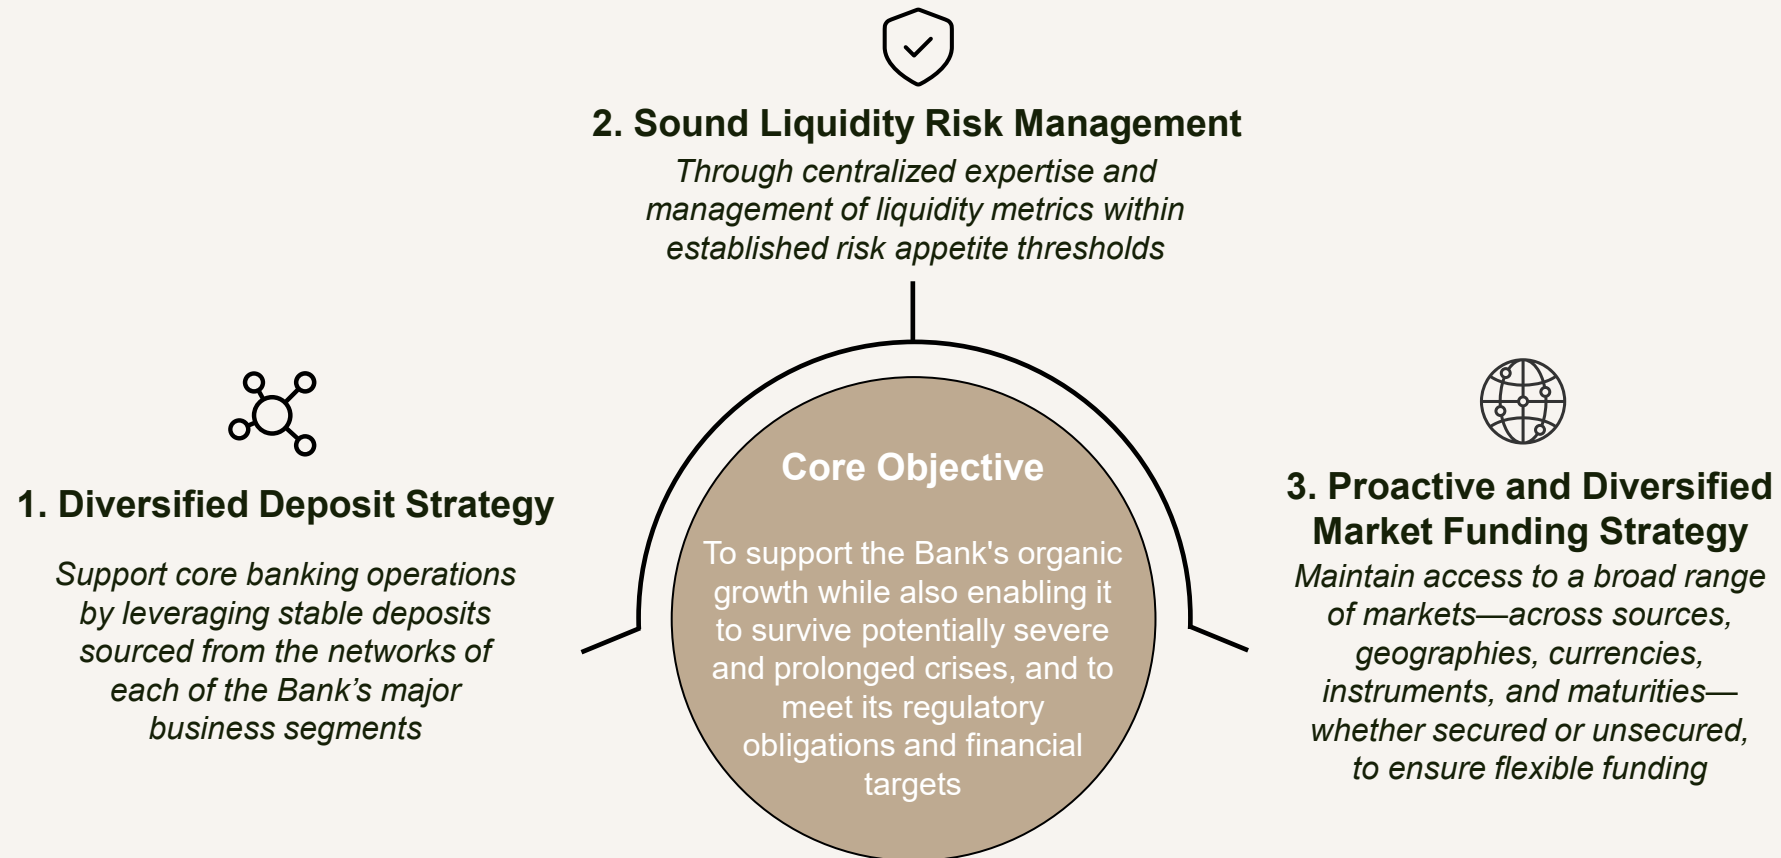 2. Sound Liquidity Risk Management
Through centralized expertise and
management of liquidity metrics within
established risk appetite thresholds
1. Diversified Deposit Strategy
Support core banking operations
by leveraging stable deposits
sourced from the networks of
each of the Bank’s major
business segments
Core Objective
To support the Bank's organic
growth while also enabling it
to survive potentially severe
and prolonged crises, and to
meet its regulatory
obligations and financial
targets
3. Proactive and Diversified
Market Funding Strategy
Maintain access to a broad range
of markets—across sources,
geographies, currencies,
instruments, and maturities—
whether secured or unsecured,
to ensure flexible funding